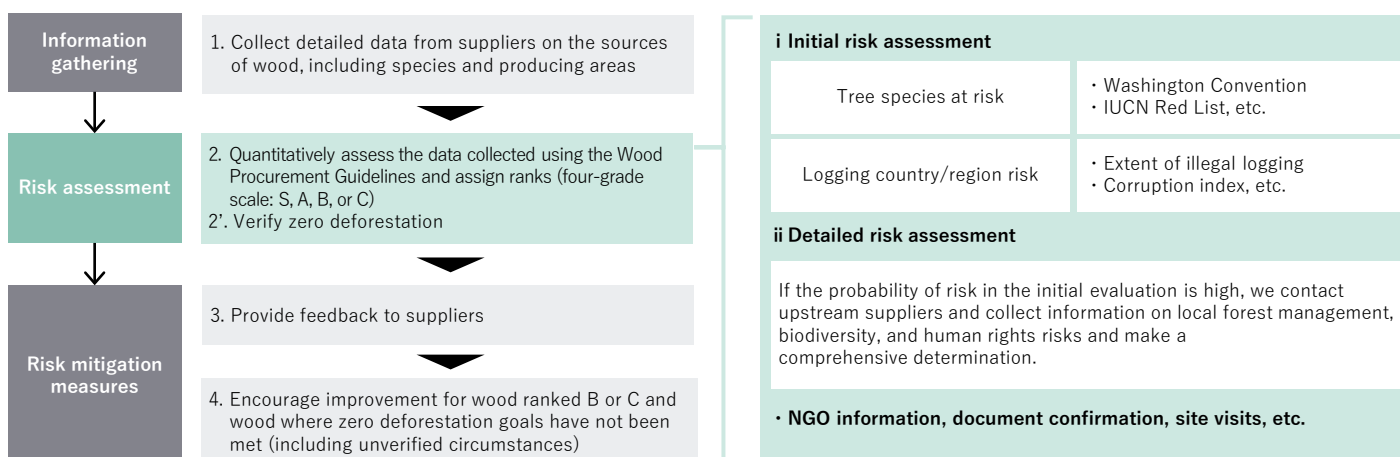 Information
gathering
1. Collect detailed data from suppliers on the sources
of wood, including species and producing areas
Risk assessment
2. Quantitatively assess the data collected using the Wood
Procurement Guidelines and assign ranks (four-grade
scale: S, A, B, or C)
2’. Verify zero deforestation
Risk mitigation
measures
3. Provide feedback to suppliers
4. Encourage improvement for wood ranked B or C and
wood where zero deforestation goals have not been
met (including unverified circumstances)
i Initial risk assessment
Tree species at risk
・Washington Convention
・IUCN Red List, etc.
Logging country/region risk
・Extent of illegal logging
・Corruption index, etc.
ii Detailed risk assessment
If the probability of risk in the initial evaluation is high, we contact
upstream suppliers and collect information on local forest management,
biodiversity, and human rights risks and make a
comprehensive determination.
・NGO information, document confirmation, site visits, etc.